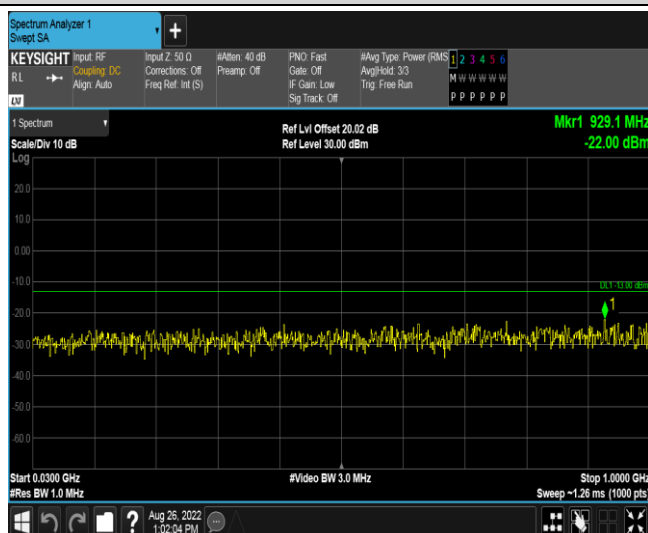 Spectrum Analyzer 1
Swept SA
+
KEYSIGHT
RL
LXI
Input: RF
Coupling: DC
Align: Auto
Input Z: 50 Ω
Corrections: Off
Freq Ref: Int (S)
#Atten: 40 dB
Preamp: Off
PNO: Fast
Gate: Off
IF Gain: Low
Sig Track: Off
#Avg Type: Power (RMS
Avg|Hold: 3/3
Trig: Free Run
1 2 3 4 5 6
M W W W W W
P P P P P P
1 Spectrum
Scale/Div 10 dB
Ref Lvl Offset 20.02 dB
Ref Level 30.00 dBm
Mkr1 929.1 MHz
-22.00 dBm
Log
20.0
10.0
0.00
-10.0
DL1 -13.00 dBm
1
-20.0
-30.0
-40.0
-50.0
-60.0
Start 0.0300 GHz
#Res BW 1.0 MHz
#Video BW 3.0 MHz
Stop 1.0000 GHz
Sweep ~1.26 ms (1000 pts)
?
Aug 26, 2022
1:02:04 PM